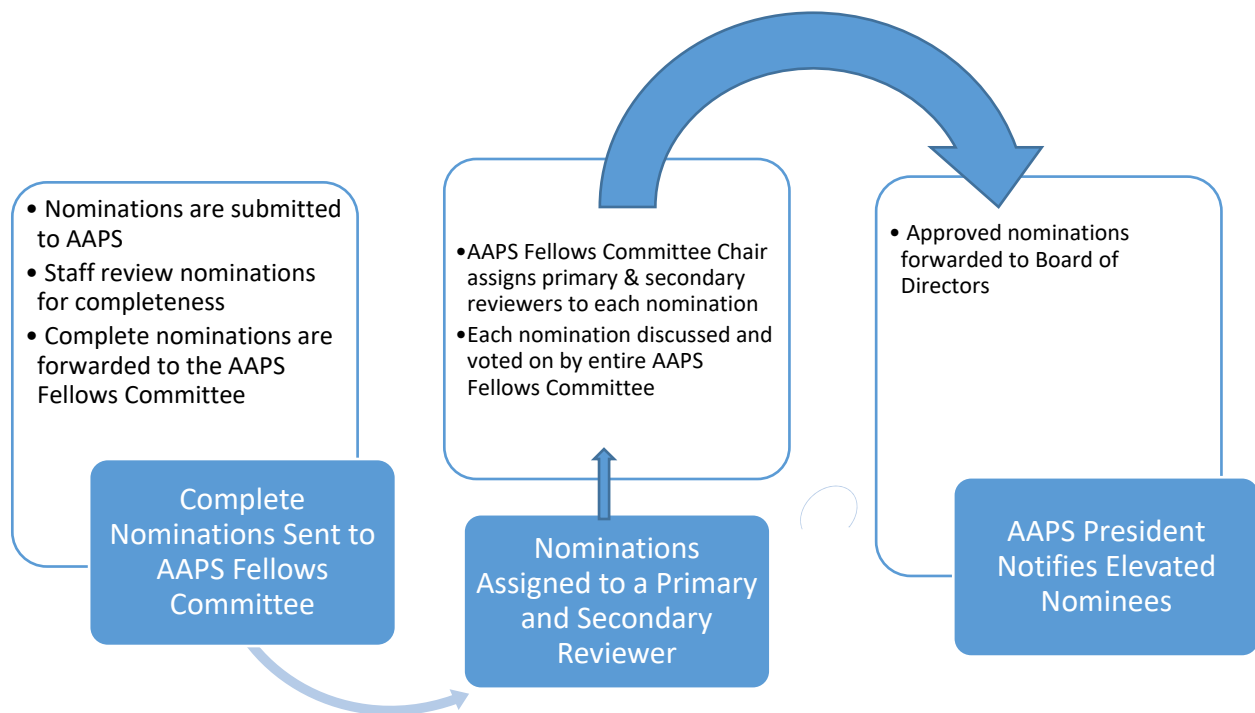 • Nominations are submitted
to AAPS
• Staff review nominations
for completeness
• Complete nominations are
forwarded to the AAPS
Fellows Committee
Complete
Nominations Sent to
AAPS Fellows
Committee
•AAPS Fellows Committee Chair
assigns primary & secondary
reviewers to each nomination
•Each nomination discussed and
voted on by entire AAPS
Fellows Committee
Nominations
Assigned to a Primary
and Secondary
Reviewer
• Approved nominations
forwarded to Board of
Directors
AAPS President
Notifies Elevated
Nominees